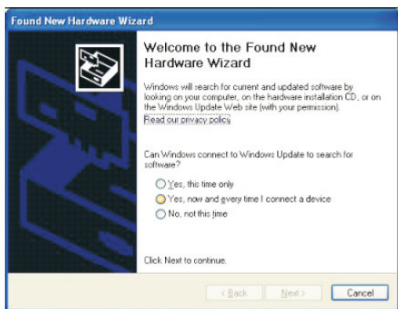 Found New Hardware Wizard
Welcome to the Found New
Hardware Wizard
Windows will search for current and updated software by
looking on your computer, on the hardware installation CD, or on
the Windows Update Web site (with your permission).
Read our privacy policy
Can Windows connect to Windows Update to search for
software?
Yes, this time only
Yes, now and every time I connect a device
No, not this time
Click Next to continue.
< Back
Next >
Cancel